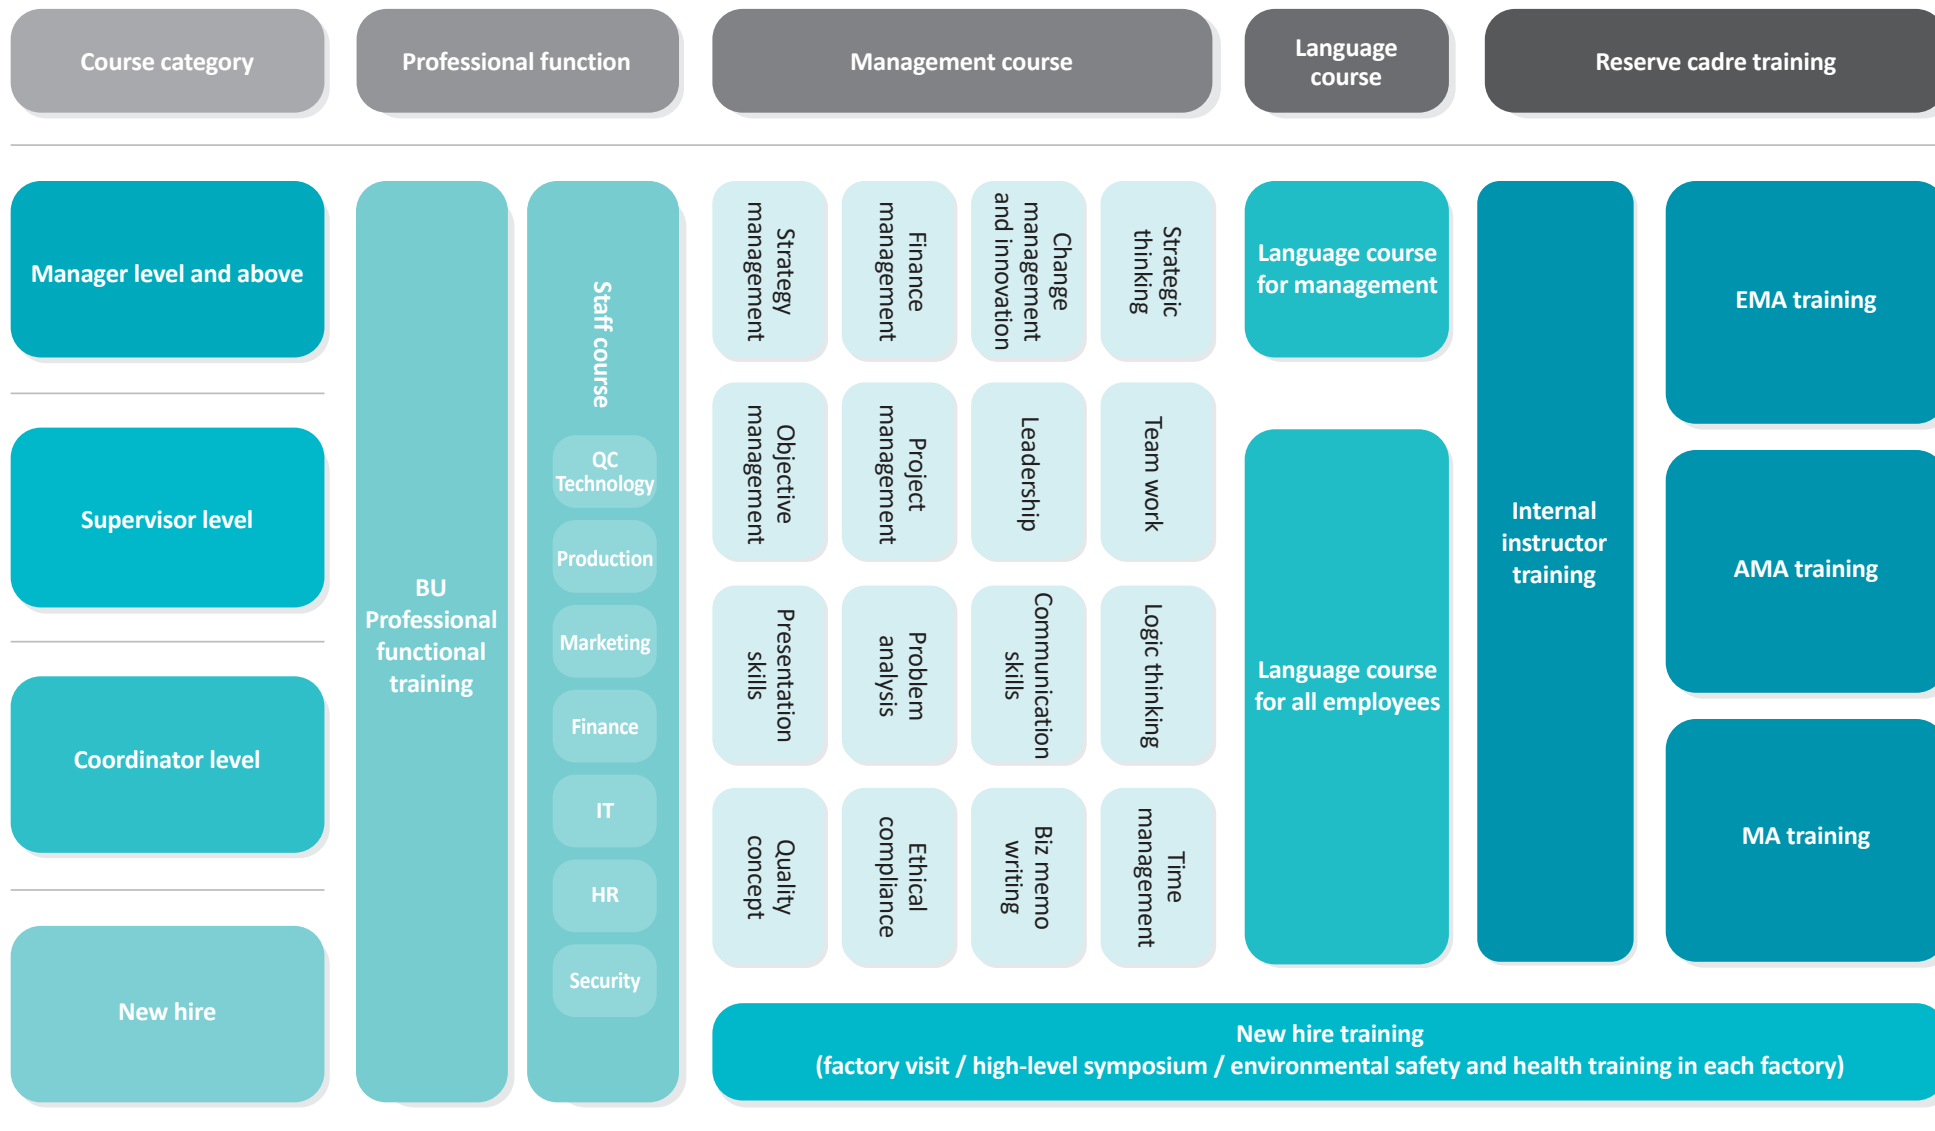 Course category
Professional function
Management course
Language
course
Reserve cadre training
Manager level and above
Supervisor level
Coordinator level
New hire
BU
Professional
functional
training
Staff course
QC
Technology
Production
Marketing
Finance
IT
HR
Security
Strategy
management
Finance
management
Change
management
and innovation
Strategic
thinking
Objective
management
Project
management
Leadership
Team work
Presentation
skills
Problem
analysis
Communication
skills
Logic thinking
Quality
concept
Ethical
compliance
Biz memo
writing
Time
management
Language course
for management
Language course
for all employees
Internal
instructor
training
EMA training
AMA training
MA training
New hire training
(factory visit / high-level symposium / environmental safety and health training in each factory)